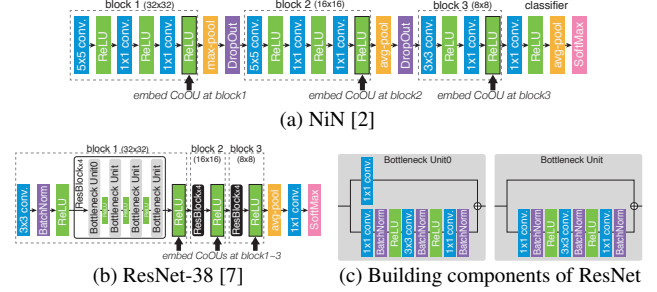 block 1 (32x32)
block 2 (16x16)
block 3 (8x8)
classifier
5x5 conv.
ReLU
1x1 conv.
ReLU
1x1 conv.
ReLU
max-pool
DropOut
5x5 conv.
ReLU
1x1 conv.
ReLU
1x1 conv.
ReLU
avg-pool
DropOut
3x3 conv.
ReLU
1x1 conv.
ReLU
1x1 conv.
ReLU
avg-pool
SoftMax
embed CoOU at block1
embed CoOU at block2
embed CoOU at block3
(a) NiN [2]
block 1 (32x32)
block 2
(16x16)
block 3
(8x8)
3x3 conv.
BatchNorm
ReLU
ResBlockx4
Bottleneck Unit0
Bottleneck Unit
Bottleneck Unit
Bottleneck Unit
ReLU
ResBlockx4
ReLU
ResBlockx4
ReLU
avg-pool
1x1 conv.
SoftMax
embed CoOUs at block1~3
(b) ResNet-38 [7]
Bottleneck Unit0
1x1 conv.
1x1 conv.
BatchNorm
ReLU
3x3 conv.
BatchNorm
ReLU
1x1 conv.
BatchNorm
Bottleneck Unit
1x1 conv.
BatchNorm
ReLU
3x3 conv.
BatchNorm
ReLU
1x1 conv.
BatchNorm
(c) Building components of ResNet